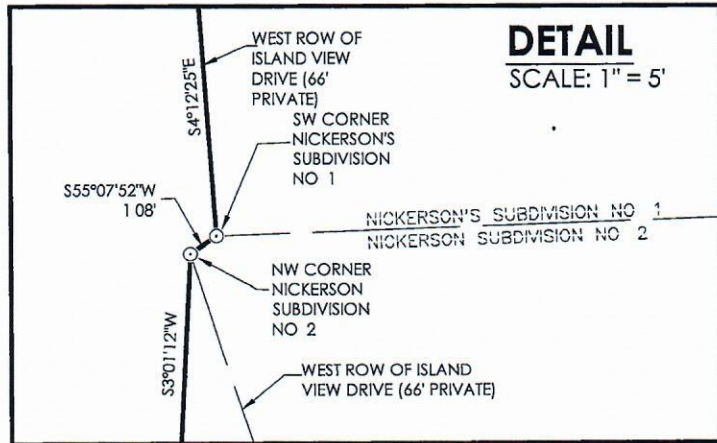 DETAIL
SCALE: 1" = 5'
WEST ROW OF
ISLAND VIEW
DRIVE (66'
PRIVATE)
S4°12'25"E
SW CORNER
NICKERSON'S
SUBDIVISION
NO 1
S55°07'52"W
1 08'
NICKERSON'S SUBDIVISION NO 1
NICKERSON SUBDIVISION NO 2
NW CORNER
NICKERSON
SUBDIVISION
NO 2
S3°01'12"W
WEST ROW OF ISLAND
VIEW DRIVE (66' PRIVATE)